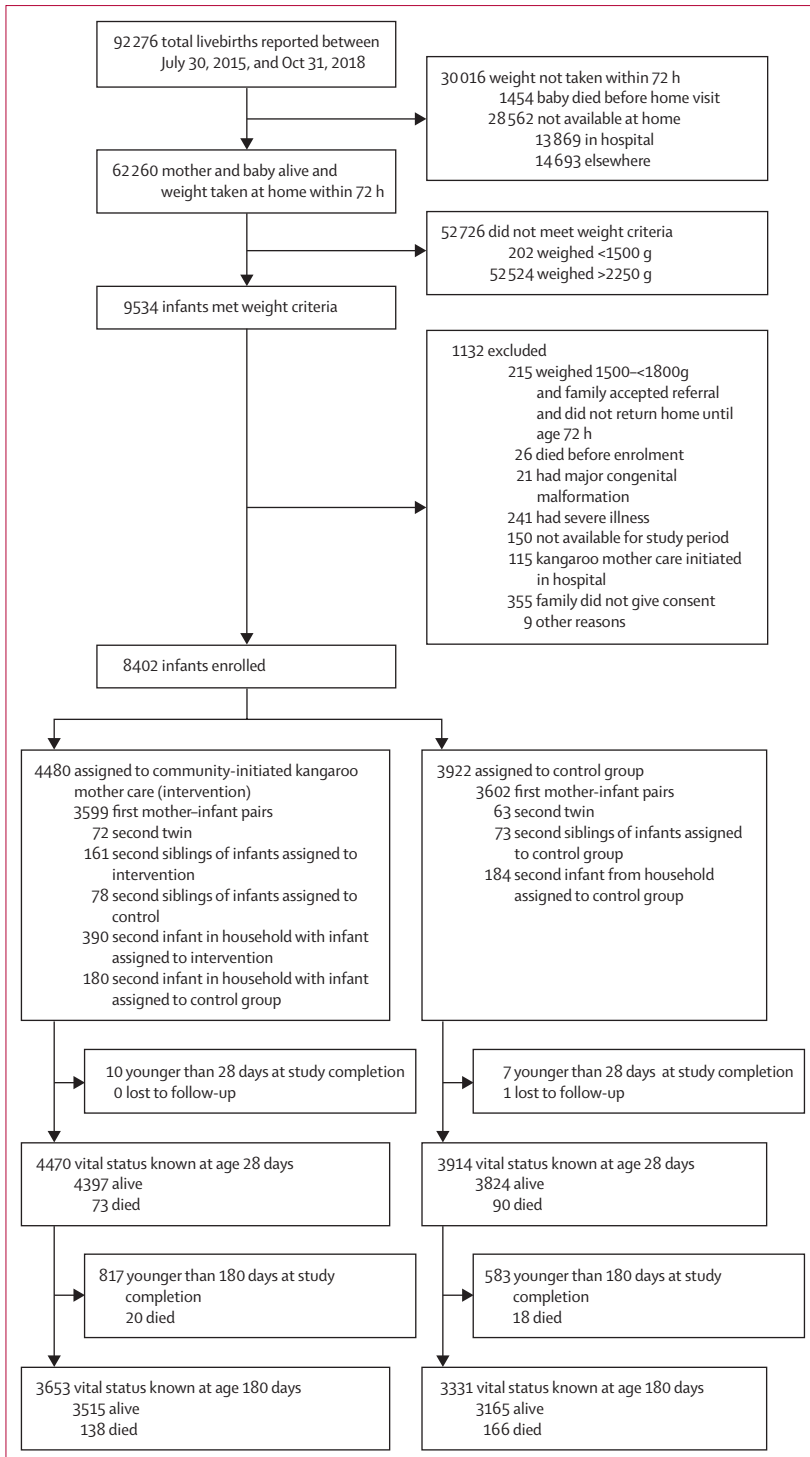 92 276 total livebirths reported between
July 30, 2015, and Oct 31, 2018
30 016 weight not taken within 72 h
1454 baby died before home visit
28 562 not available at home
13 869 in hospital
14 693 elsewhere
62 260 mother and baby alive and
weight taken at home within 72 h
52 726 did not meet weight criteria
202 weighed <1500 g
52 524 weighed >2250 g
9534 infants met weight criteria
1132 excluded
215 weighed 1500–<1800g
and family accepted referral
and did not return home until
age 72 h
26 died before enrolment
21 had major congenital
malformation
241 had severe illness
150 not available for study period
115 kangaroo mother care initiated
in hospital
355 family did not give consent
9 other reasons
8402 infants enrolled
4480 assigned to community-initiated kangaroo
mother care (intervention)
3599 first mother–infant pairs
72 second twin
161 second siblings of infants assigned to
intervention
78 second siblings of infants assigned to
control
390 second infant in household with infant
assigned to intervention
180 second infant in household with infant
assigned to control group
3922 assigned to control group
3602 first mother-infant pairs
63 second twin
73 second siblings of infants assigned
to control group
184 second infant from household
assigned to control group
10 younger than 28 days at study completion
0 lost to follow-up
7 younger than 28 days at study completion
1 lost to follow-up
4470 vital status known at age 28 days
4397 alive
73 died
3914 vital status known at age 28 days
3824 alive
90 died
817 younger than 180 days at study
completion
20 died
583 younger than 180 days at study
completion
18 died
3653 vital status known at age 180 days
3515 alive
138 died
3331 vital status known at age 180 days
3165 alive
166 died